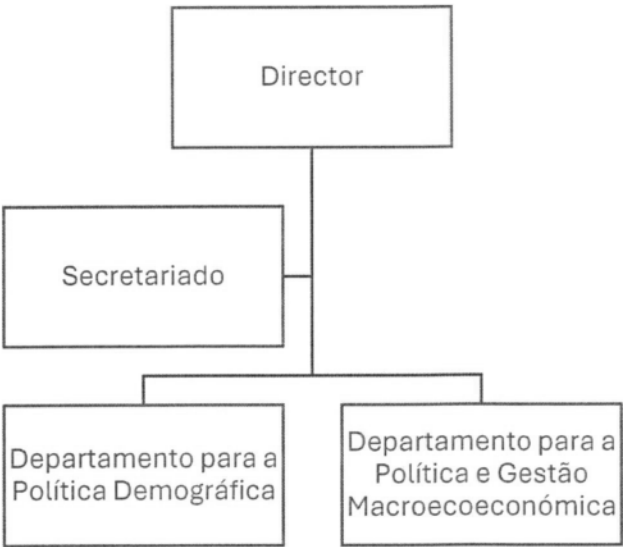 Director
Secretariado
Departamento para a
Política Demográfica
Departamento para a
Política e Gestão
Macroecoeconómica